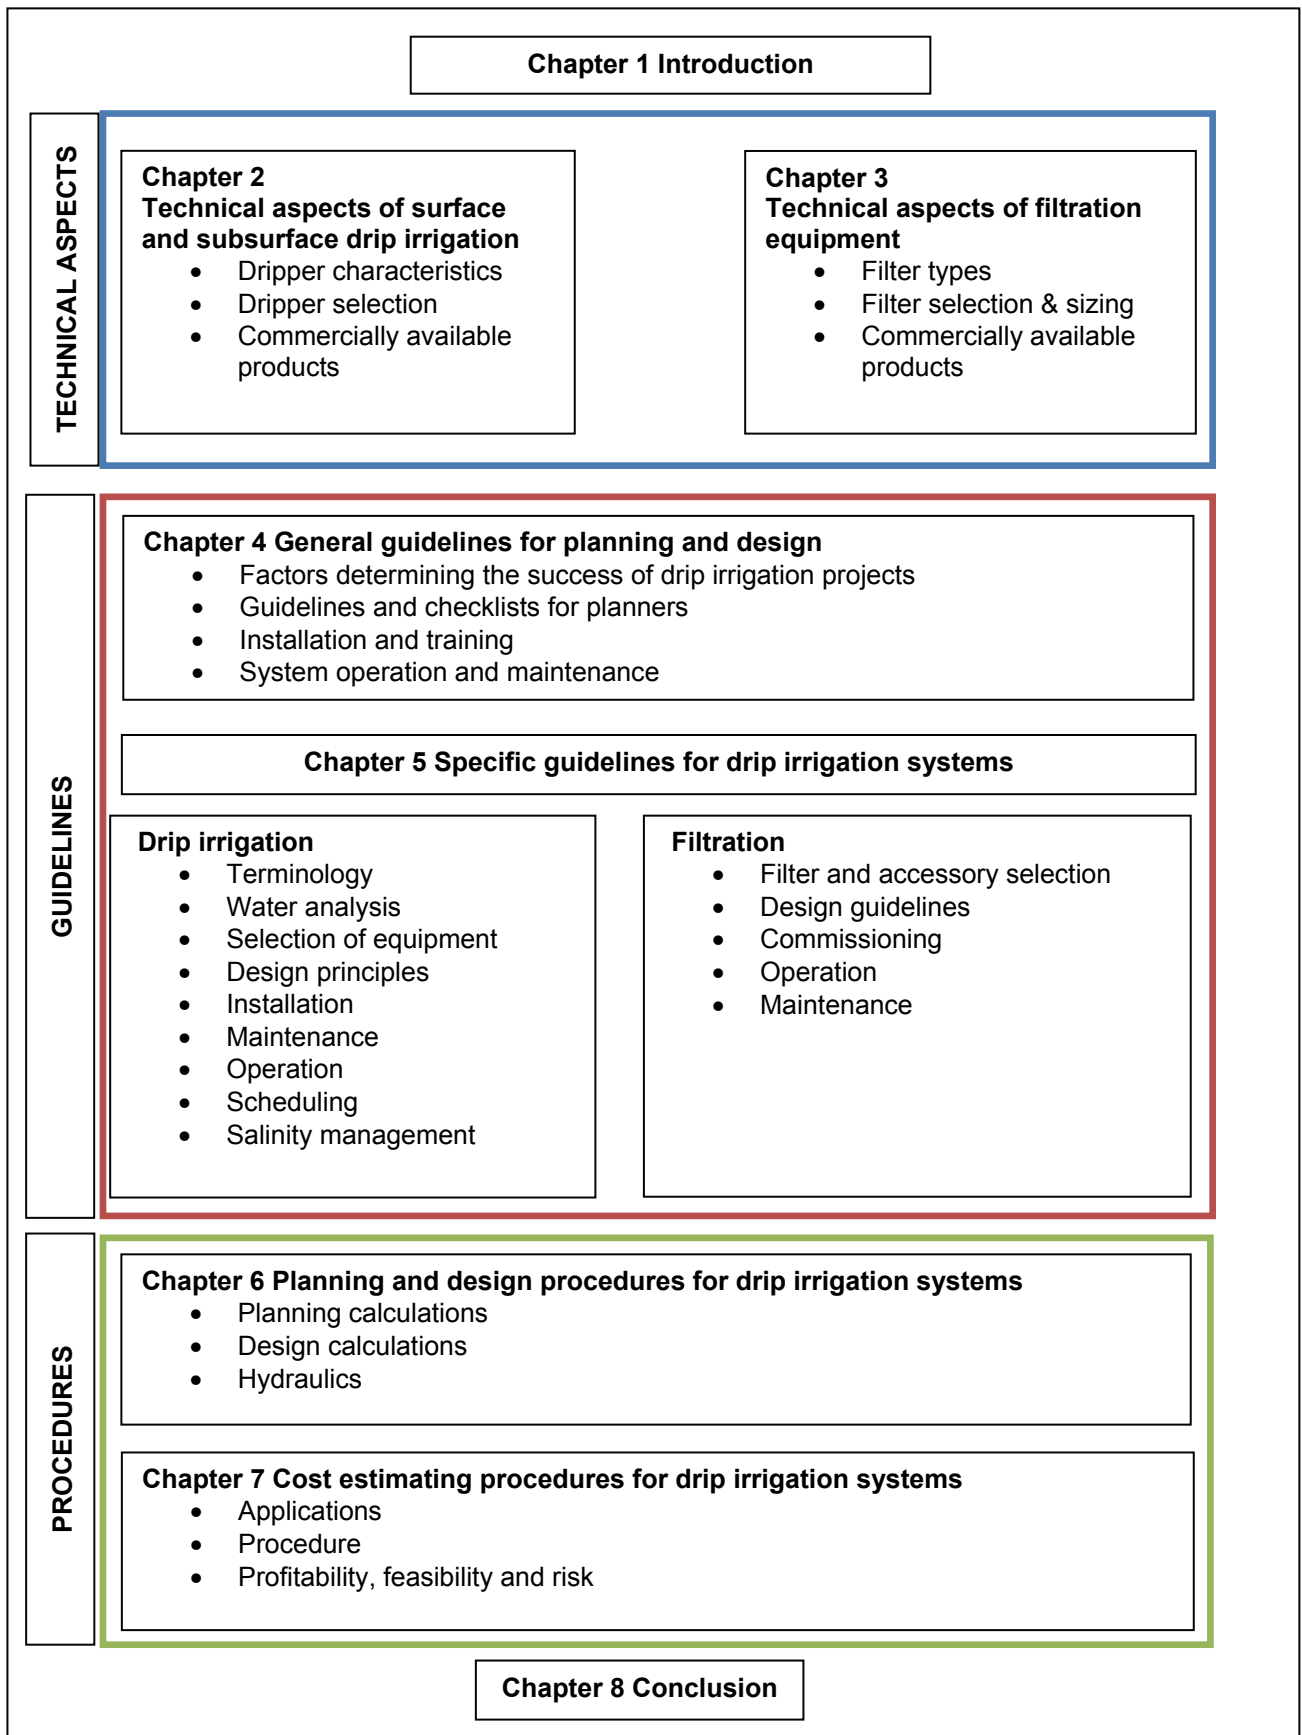 Chapter 1 Introduction
TECHNICAL ASPECTS
Chapter 2
Technical aspects of surface
and subsurface drip irrigation
• Dripper characteristics
• Dripper selection
• Commercially available
products
Chapter 3
Technical aspects of filtration
equipment
• Filter types
• Filter selection & sizing
• Commercially available
products
GUIDELINES
Chapter 4 General guidelines for planning and design
• Factors determining the success of drip irrigation projects
• Guidelines and checklists for planners
• Installation and training
• System operation and maintenance
Chapter 5 Specific guidelines for drip irrigation systems
Drip irrigation
• Terminology
• Water analysis
• Selection of equipment
• Design principles
• Installation
• Maintenance
• Operation
• Scheduling
• Salinity management
Filtration
• Filter and accessory selection
• Design guidelines
• Commissioning
• Operation
• Maintenance
PROCEDURES
Chapter 6 Planning and design procedures for drip irrigation systems
• Planning calculations
• Design calculations
• Hydraulics
Chapter 7 Cost estimating procedures for drip irrigation systems
• Applications
• Procedure
• Profitability, feasibility and risk
Chapter 8 Conclusion